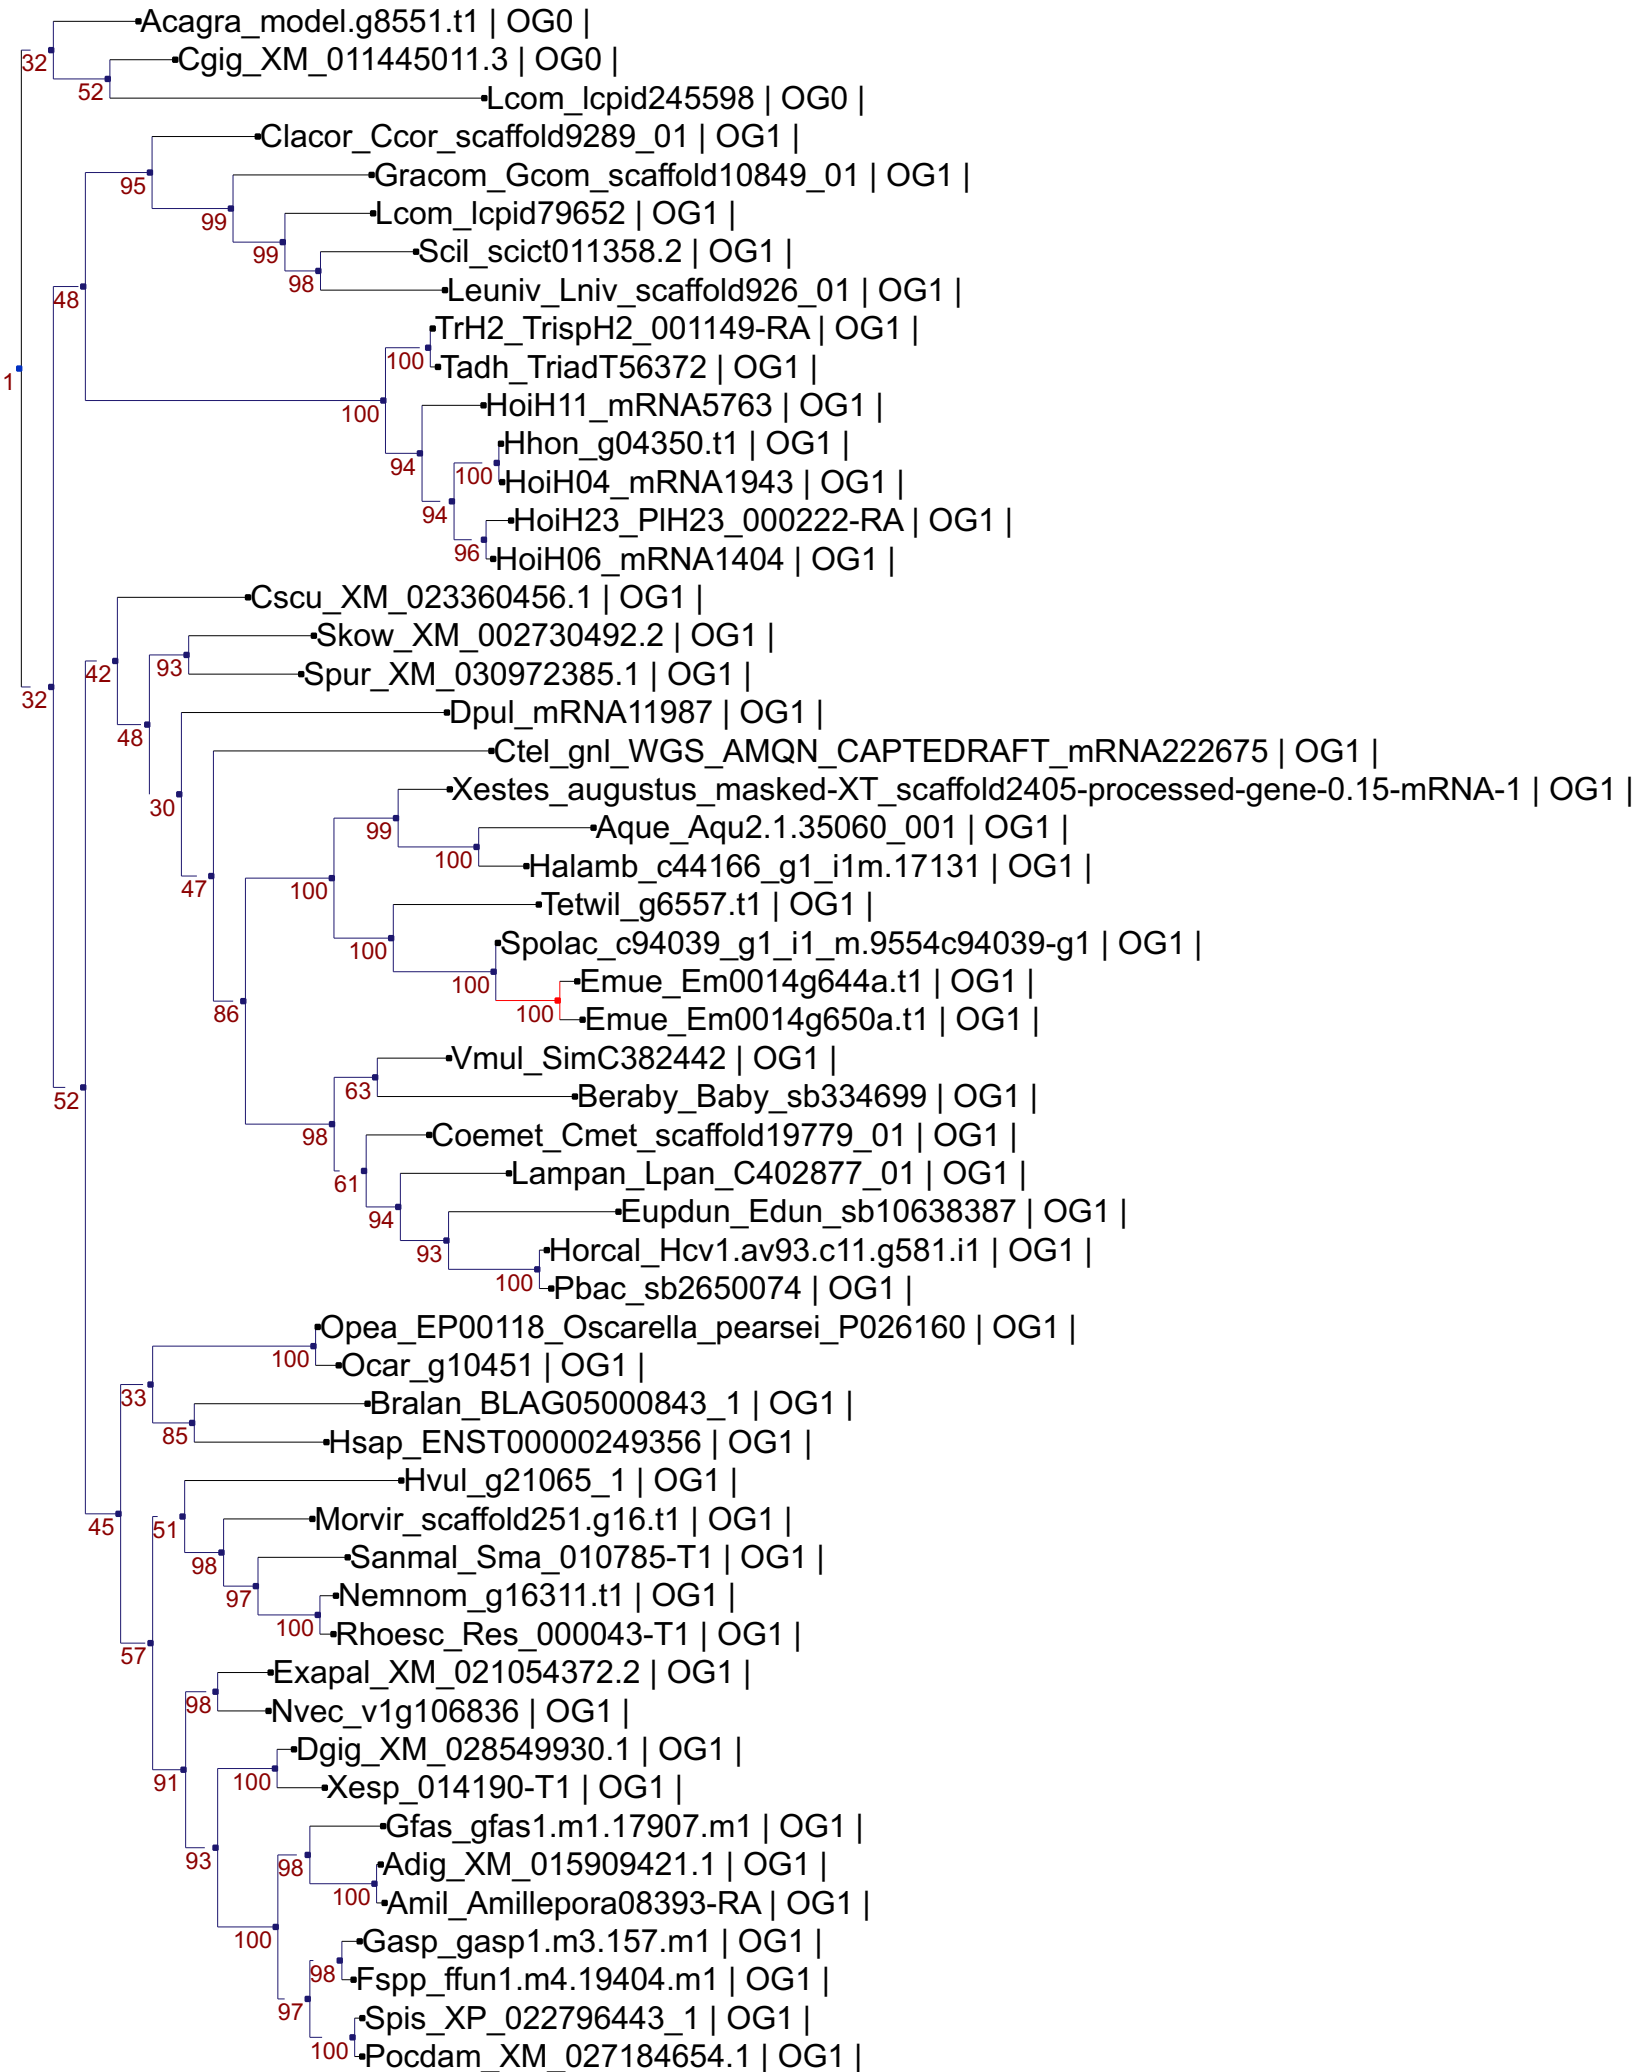 Acagra_model.g8551.t1 | OG0 |
32
Cgig_XM_011445011.3 | OG0 |
52
Lcom_lcpid245598 | OG0 |
Clacor_Ccor_scaffold9289_01 | OG1 |
95
Gracom_Gcom_scaffold10849_01 | OG1 |
99
Lcom_lcpid79652 | OG1 |
99
Scil_scict011358.2 | OG1 |
98
Leuniv_Lniv_scaffold926_01 | OG1 |
48
TrH2_TrispH2_001149-RA | OG1 |
100
Tadh_TriadT56372 | OG1 |
1
100
HoiH11_mRNA5763 | OG1 |
94
Hhon_g04350.t1 | OG1 |
100
HoiH04_mRNA1943 | OG1 |
94
HoiH23_PlH23_000222-RA | OG1 |
96
HoiH06_mRNA1404 | OG1 |
Cscu_XM_023360456.1 | OG1 |
Skow_XM_002730492.2 | OG1 |
42
93
Spur_XM_030972385.1 | OG1 |
32
Dpul_mRNA11987 | OG1 |
48
Ctel_gnl_WGS_AMQN_CAPTEDRAFT_mRNA222675 | OG1 |
Xestes_augustus_masked-XT_scaffold2405-processed-gene-0.15-mRNA-1 | OG1 |
30
99
Aque_Aqu2.1.35060_001 | OG1 |
100
Halamb_c44166_g1_i1m.17131 | OG1 |
47
100
Tetwil_g6557.t1 | OG1 |
100
Spolac_c94039_g1_i1_m.9554c94039-g1 | OG1 |
100
Emue_Em0014g644a.t1 | OG1 |
86
100
Emue_Em0014g650a.t1 | OG1 |
Vmul_SimC382442 | OG1 |
63
Beraby_Baby_sb334699 | OG1 |
52
98
Coemet_Cmet_scaffold19779_01 | OG1 |
61
Lampan_Lpan_C402877_01 | OG1 |
94
Eupdun_Edun_sb10638387 | OG1 |
93
Horcal_Hcv1.av93.c11.g581.i1 | OG1 |
100
Pbac_sb2650074 | OG1 |
Opea_EP00118_Oscarella_pearsei_P026160 | OG1 |
100
Ocar_g10451 | OG1 |
33
Bralan_BLAG05000843_1 | OG1 |
85
Hsap_ENST00000249356 | OG1 |
Hvul_g21065_1 | OG1 |
45
51
Morvir_scaffold251.g16.t1 | OG1 |
98
Sanmal_Sma_010785-T1 | OG1 |
97
Nemnom_g16311.t1 | OG1 |
100
Rhoesc_Res_000043-T1 | OG1 |
57
Exapal_XM_021054372.2 | OG1 |
98
Nvec_v1g106836 | OG1 |
Dgig_XM_028549930.1 | OG1 |
91
100
Xesp_014190-T1 | OG1 |
Gfas_gfas1.m1.17907.m1 | OG1 |
93
98
Adig_XM_015909421.1 | OG1 |
100
Amil_Amillepora08393-RA | OG1 |
100
Gasp_gasp1.m3.157.m1 | OG1 |
98
Fspp_ffun1.m4.19404.m1 | OG1 |
97
Spis_XP_022796443_1 | OG1 |
100
Pocdam_XM_027184654.1 | OG1 |